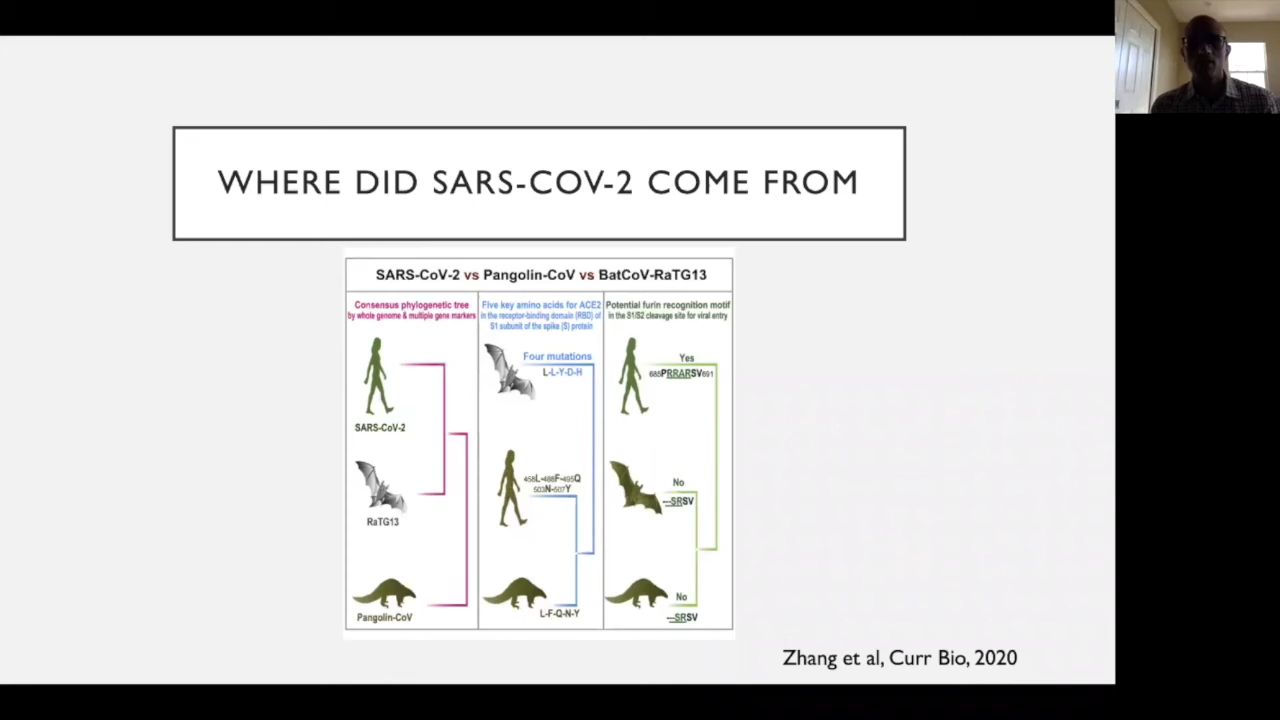 WHERE DID SARS-COV-2 COME FROM
SARS-CoV-2 vs Pangolin-CoV vs BatCoV-RaTG13
Consensus phylogenetic tree
by whole genome & multiple gene markers
SARS-CoV-2
RaTG13
Pangolin-CoV
Five key amino acids for ACE2
in the receptor-binding domain (RBD) of
S1 subunit of the spike (S) protein
Four mutations
L-L-Y-D-H
458L-488F-495Q
503N-507Y
L-F-Q-N-Y
Potential furin recognition motif
in the S1/S2 cleavage site for viral entry
Yes
685PRRARSV691
No
---SRSV
No
---SRSV
Zhang et al, Curr Bio, 2020